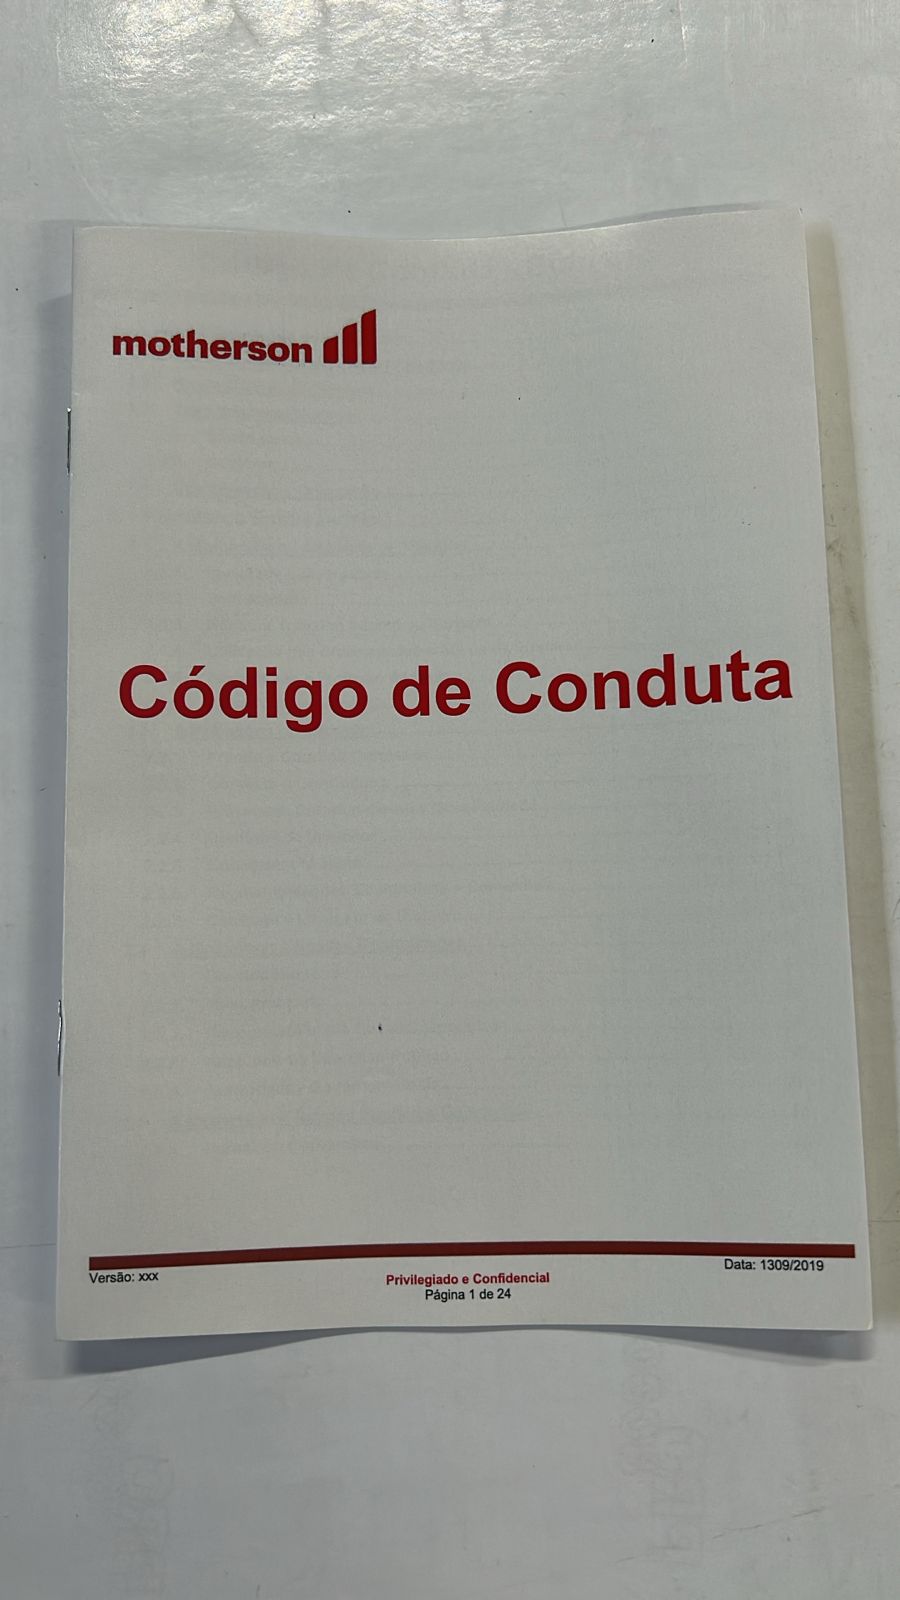 motherson
Código de Conduta
Versão: xxx
Privilegiado e Confidencial
Página 1 de 24
Data: 1309/2019